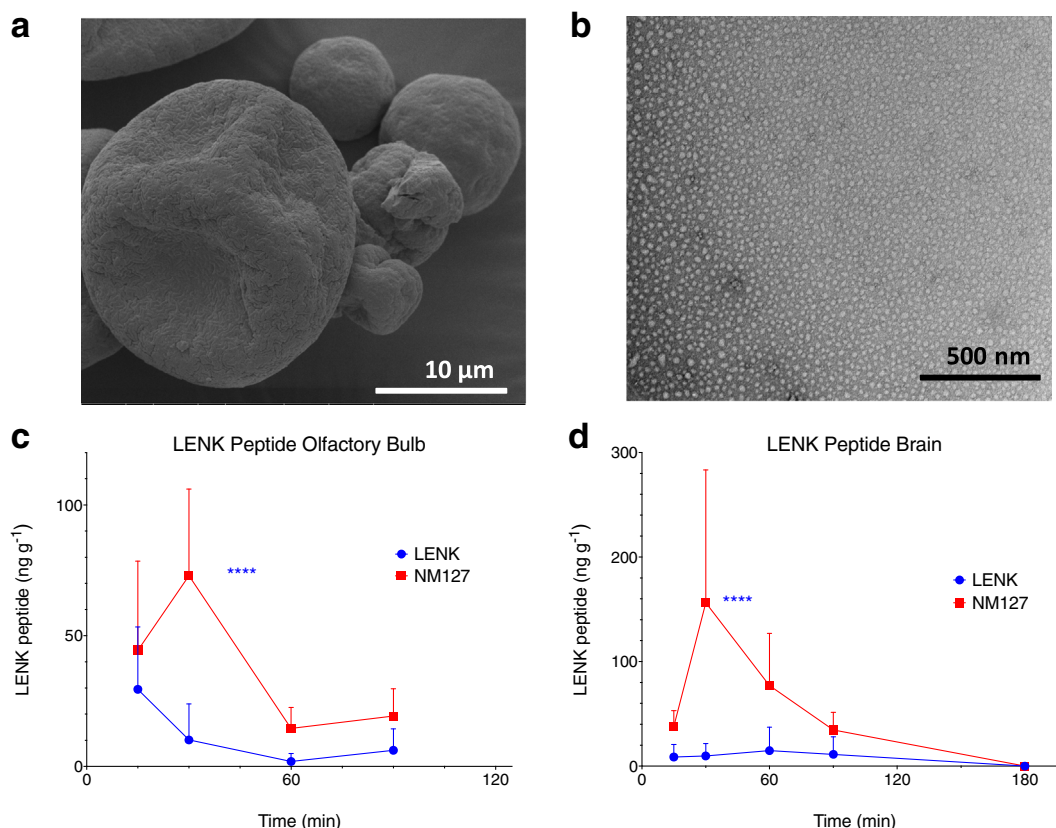 a
10 µm
b
500 nm
c
LENK Peptide Olfactory Bulb
LENK peptide (ng g⁻¹)
100
50
0
0
60
120
Time (min)
****
LENK
NM127
d
LENK Peptide Brain
LENK peptide (ng g⁻¹)
300
200
100
0
0
60
120
180
Time (min)
****
LENK
NM127